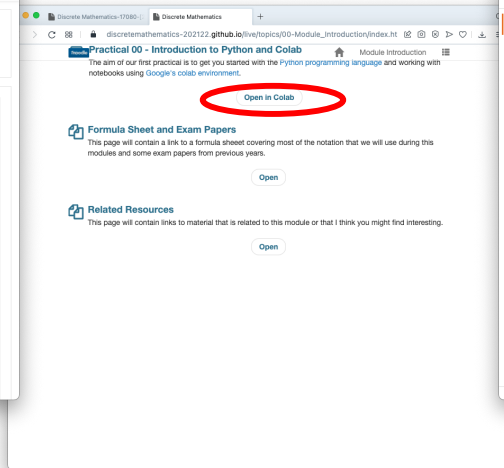 Discrete Mathematics-17080-(
Discrete Mathematics
+
discretemathematics-202122.github.io/live/topics/00-Module_Introduction/index.ht
Practical 00 - Introduction to Python and Colab
Module Introduction
The aim of our first practical is to get you started with the Python programming language and working with
notebooks using Google's colab environment.
Open in Colab
Formula Sheet and Exam Papers
This page will contain a link to a formula sheeet covering most of the notation that we will use during this
modules and some exam papers from previous years.
Open
Related Resources
This page will contain links to material that is related to this module or that I think you might find interesting.
Open